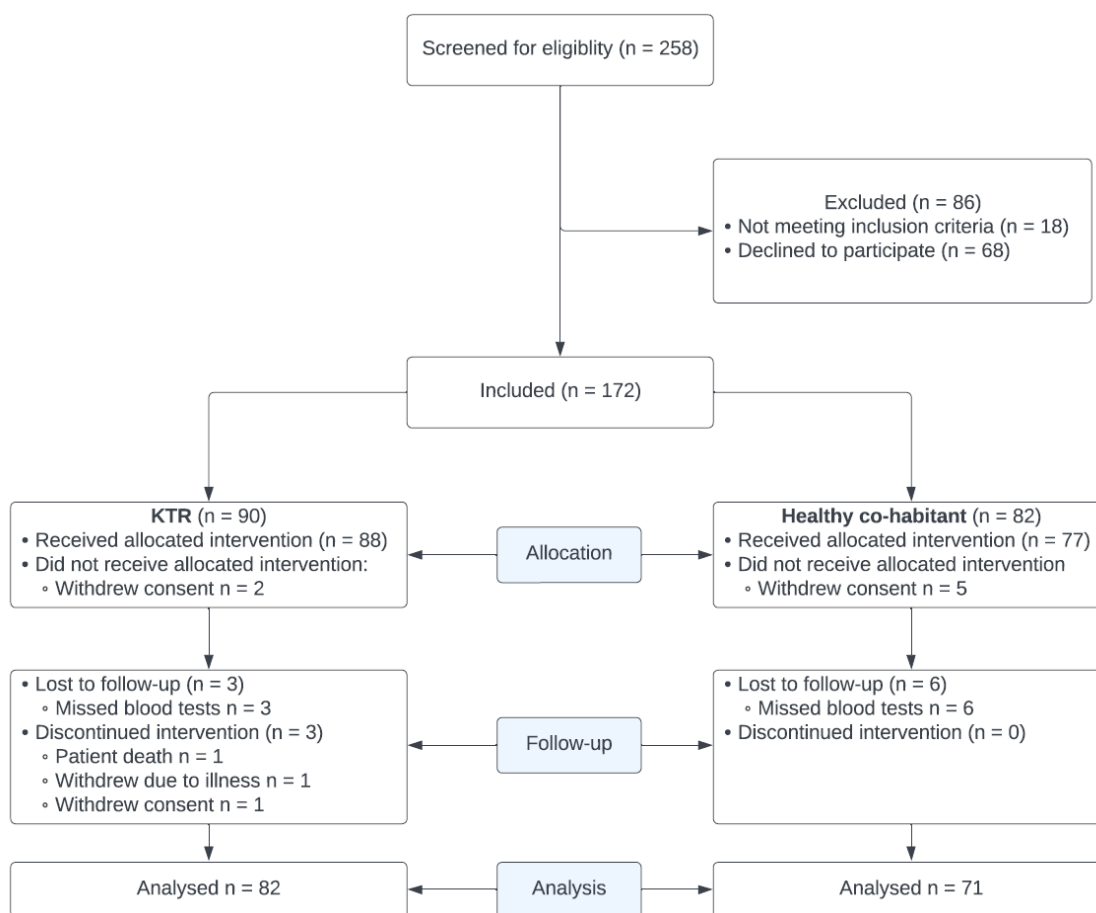 Screened for eligiblity (n = 258)
Excluded (n = 86)
• Not meeting inclusion criteria (n = 18)
• Declined to participate (n = 68)
Included (n = 172)
KTR (n = 90)
• Received allocated intervention (n = 88)
• Did not receive allocated intervention:
◦ Withdrew consent n = 2
Allocation
Healthy co-habitant (n = 82)
• Received allocated intervention (n = 77)
• Did not receive allocated intervention
◦ Withdrew consent n = 5
• Lost to follow-up (n = 3)
◦ Missed blood tests n = 3
• Discontinued intervention (n = 3)
◦ Patient death n = 1
◦ Withdrew due to illness n = 1
◦ Withdrew consent n = 1
Follow-up
• Lost to follow-up (n = 6)
◦ Missed blood tests n = 6
• Discontinued intervention (n = 0)
Analysed n = 82
Analysis
Analysed n = 71